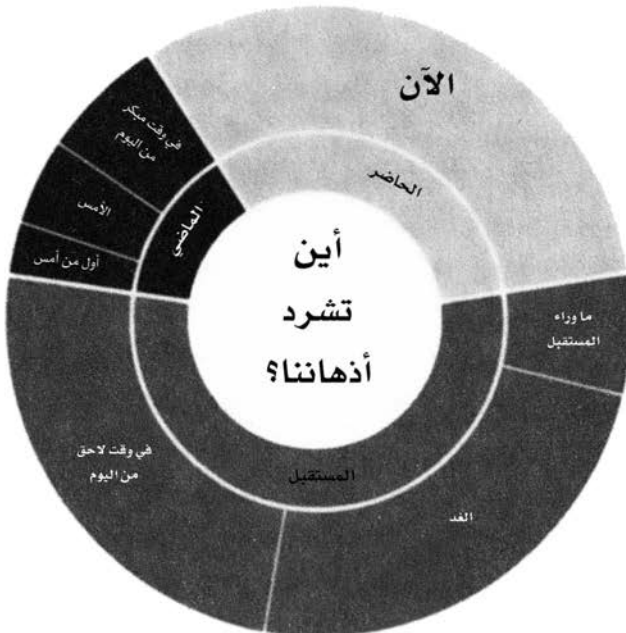 الآن
الحاضر
في وقت مبكر
من اليوم
الأمس
أول من أمس
الماضي
أين
تشرد
أذهاننا؟
ما وراء
المستقبل
في وقت لاحق
من اليوم
المستقبل
الغد